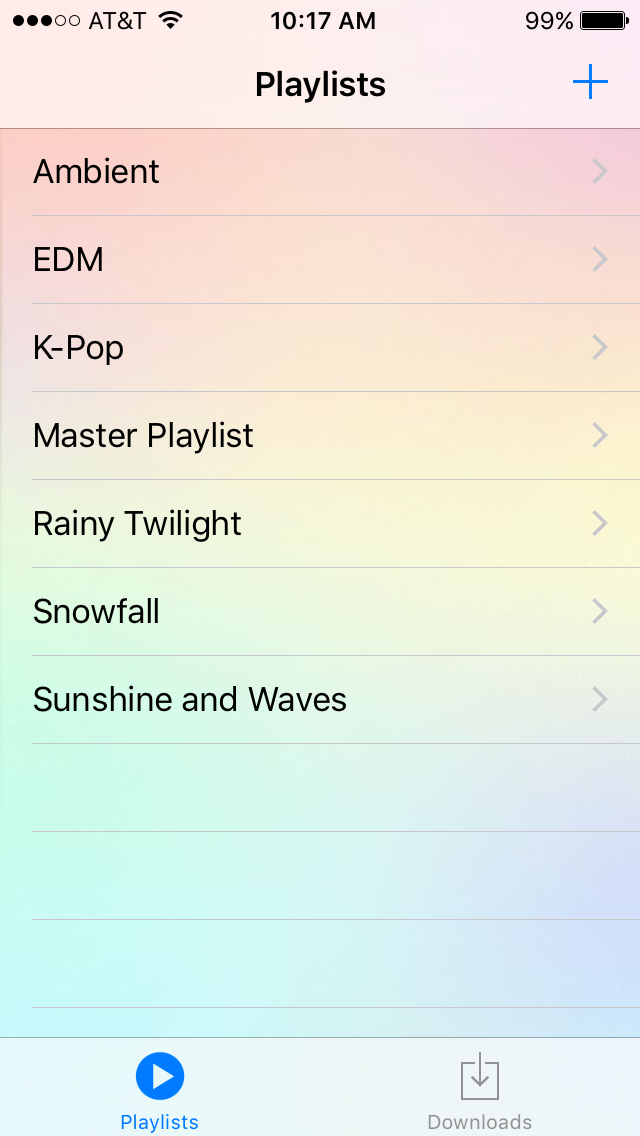 AT&T 10:17 AM 99%
Playlists
Ambient
EDM
K-Pop
Master Playlist
Rainy Twilight
Snowfall
Sunshine and Waves
Playlists Downloads